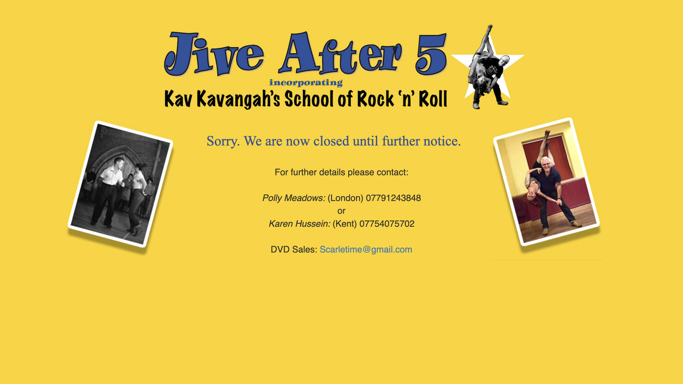 Jive After 5
incorporating
Kav Kavangah's School of Rock 'n' Roll
Sorry. We are now closed until further notice.
For further details please contact:
Polly Meadows: (London) 07791243848
or
Karen Hussein: (Kent) 07754075702
DVD Sales: Scarletime@gmail.com